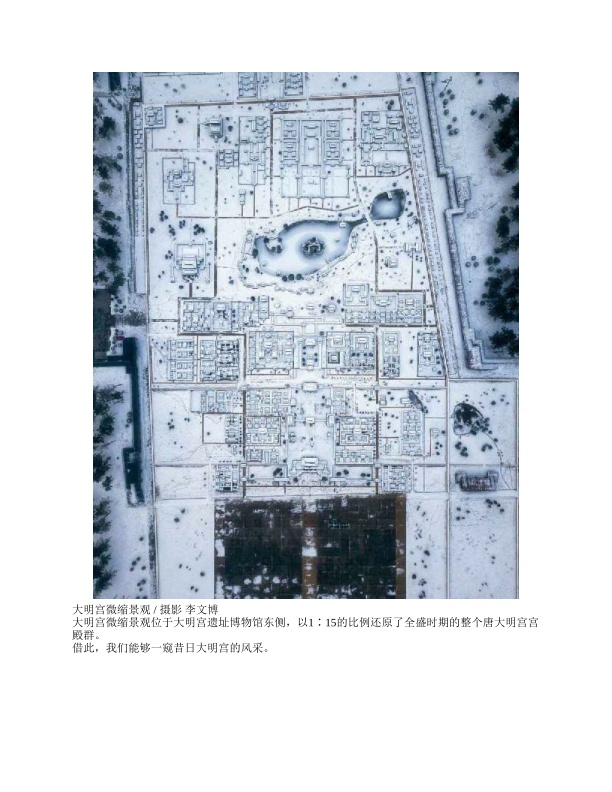 大明宫微缩景观 / 摄影 李文博
大明宫微缩景观位于大明宫遗址博物馆东侧，以1∶15的比例还原了全盛时期的整个唐大明宫宫
殿群。
借此，我们能够一窥昔日大明宫的风采。